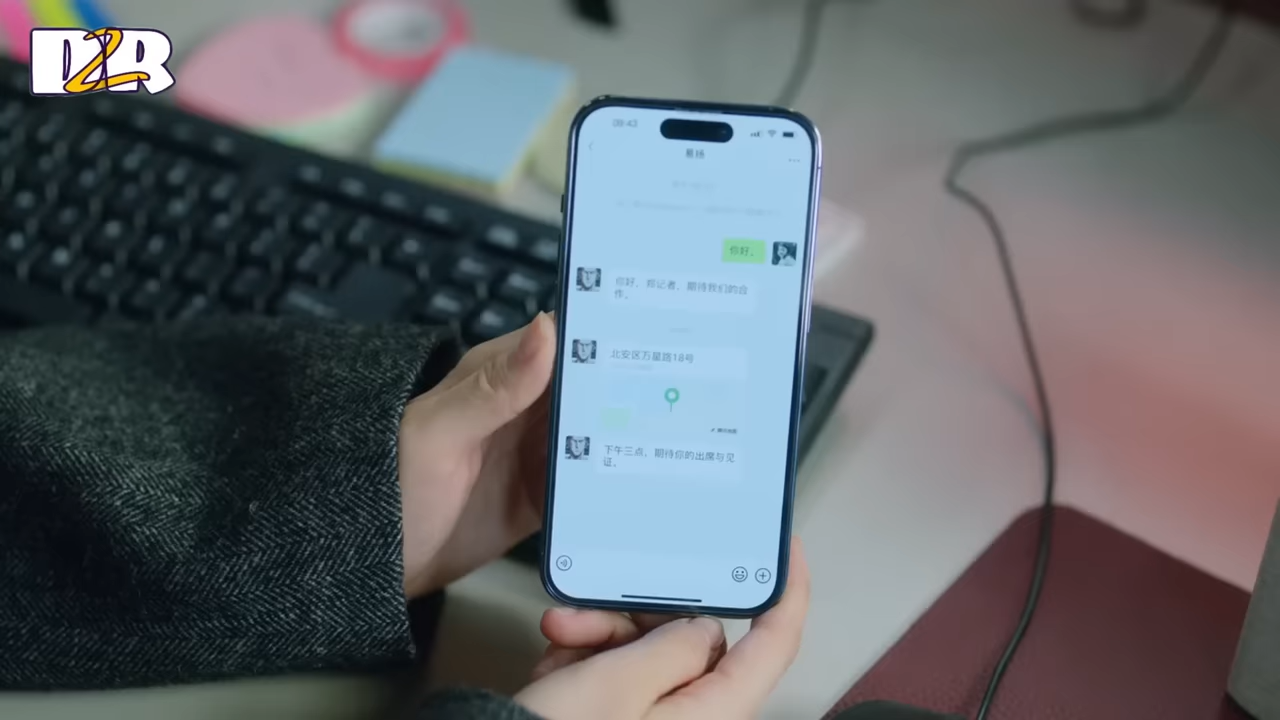 D2R
09:43
易扬
你好。
你好，郑记者，期待我们的合
作。
北安区万星路18号
下午三点，期待你的出席与见
证。